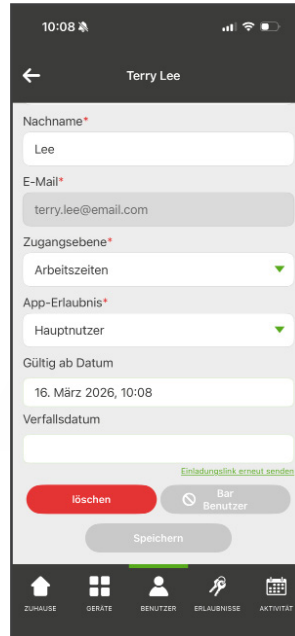 10:08
Terry Lee
Nachname*
Lee
E-Mail*
terry.lee@email.com
Zugangsebene*
Arbeitszeiten
App-Erlaubnis*
Hauptnutzer
Gültig ab Datum
16. März 2026, 10:08
Verfallsdatum
Einladungslink erneut senden
löschen
Bar
Benutzer
Speichern
ZUHAUSE GERÄTE BENUTZER ERLAUBNISSE AKTIVITÄT